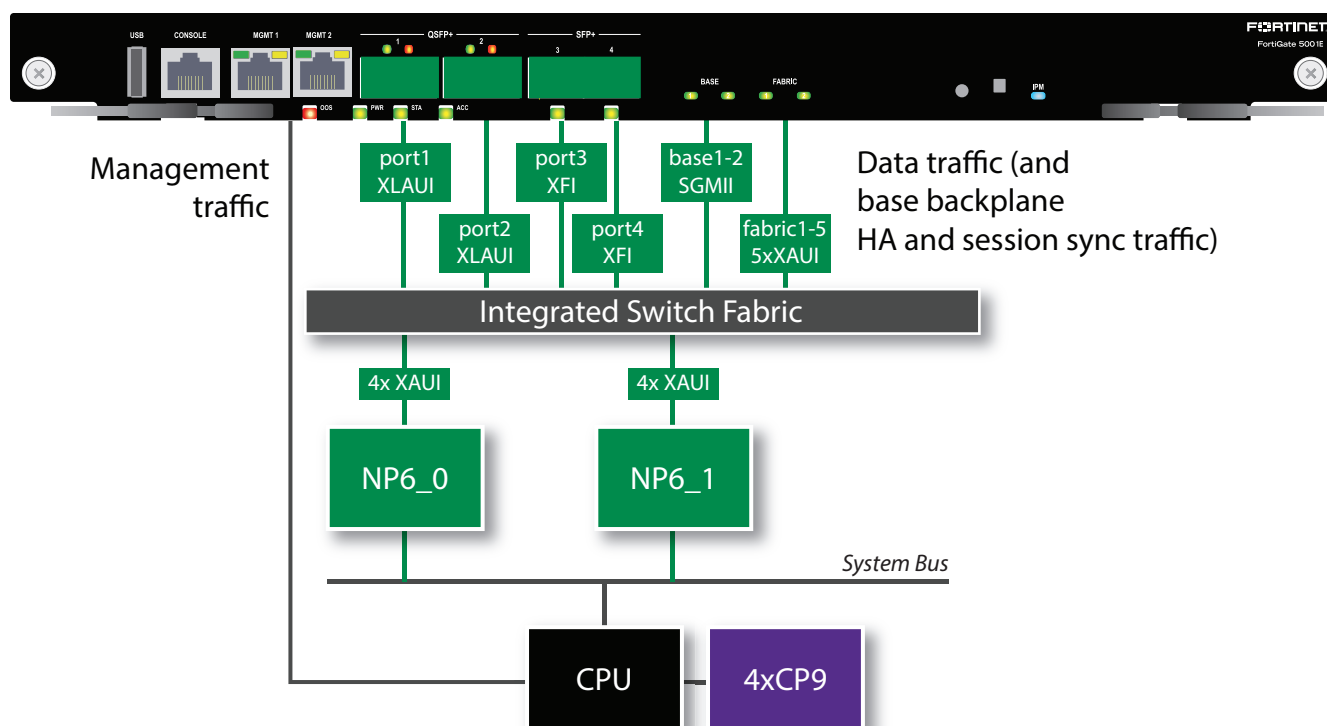 USB
CONSOLE
MGMT 1
MGMT 2
QSFP+
1
2
SFP+
3
4
BASE
FABRIC
IPM
FORTINET
FortiGate 5001E
OOS
PWR
STA
ACC
Management
traffic
port1
XLAUI
port2
XLAUI
port3
XFI
port4
XFI
base1-2
SGMII
fabric1-5
5xXAUI
Data traffic (and
base backplane
HA and session sync traffic)
Integrated Switch Fabric
4x XAUI
4x XAUI
NP6_0
NP6_1
System Bus
CPU
4xCP9